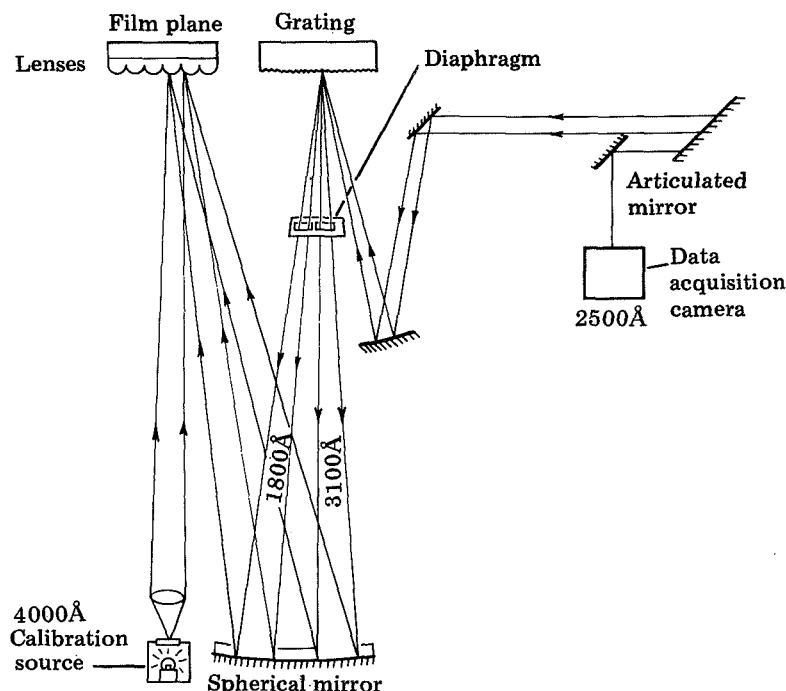 Film plane
Grating
Lenses
Diaphragm
Articulated
mirror
Data
acquisition
camera
2500Å
1800Å
3100Å
4000Å
Calibration
source
Spherical mirror